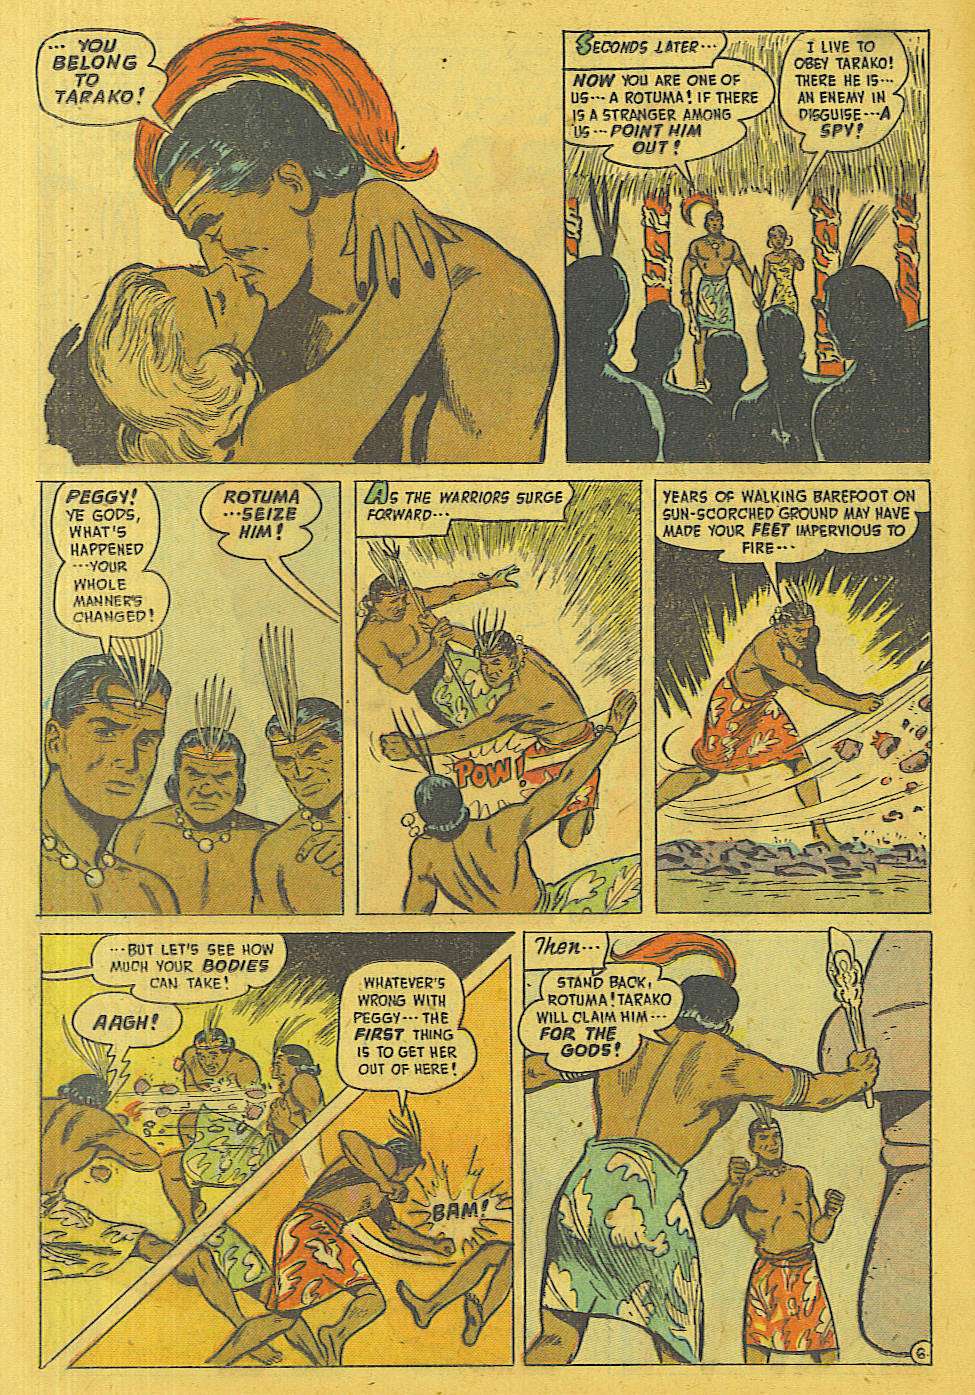 ... YOU
BELONG
TO
TARAKO!
SECONDS LATER...
NOW YOU ARE ONE OF
US... A ROTUMA! IF THERE
IS A STRANGER AMONG
US... POINT HIM
OUT!
I LIVE TO
OBEY TARAKO!
THERE HE IS...
AN ENEMY IN
DISGUISE...A
SPY!
PEGGY!
YE GODS,
WHAT'S
HAPPENED
...YOUR
WHOLE
MANNER'S
CHANGED!
ROTUMA
...SEIZE
HIM!
AS THE WARRIORS SURGE
FORWARD...
POW!
YEARS OF WALKING BAREFOOT ON
SUN-SCORCHED GROUND MAY HAVE
MADE YOUR FEET IMPERVIOUS TO
FIRE...
...BUT LET'S SEE HOW
MUCH YOUR BODIES
CAN TAKE!
AAGH!
WHATEVER'S
WRONG WITH
PEGGY... THE
FIRST THING
IS TO GET HER
OUT OF HERE!
BAM!
Then...
STAND BACK,
ROTUMA! TARAKO
WILL CLAIM HIM...
FOR THE
GODS!
6